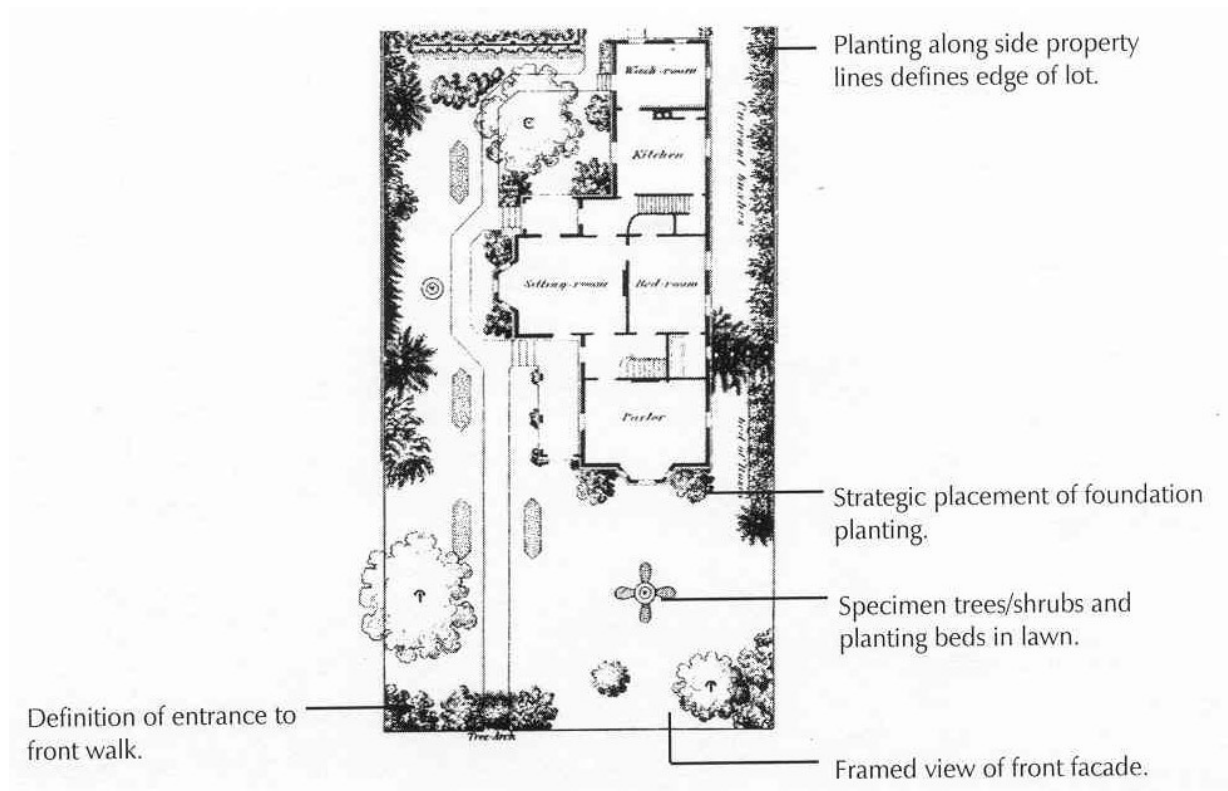 Planting along side property
lines defines edge of lot.
Kitchen
Currant bushes
Sitting-room
Bed-room
Parlor
Strategic placement of foundation
planting.
Specimen trees/shrubs and
planting beds in lawn.
Definition of entrance to
front walk.
Tree-Arch
Framed view of front facade.